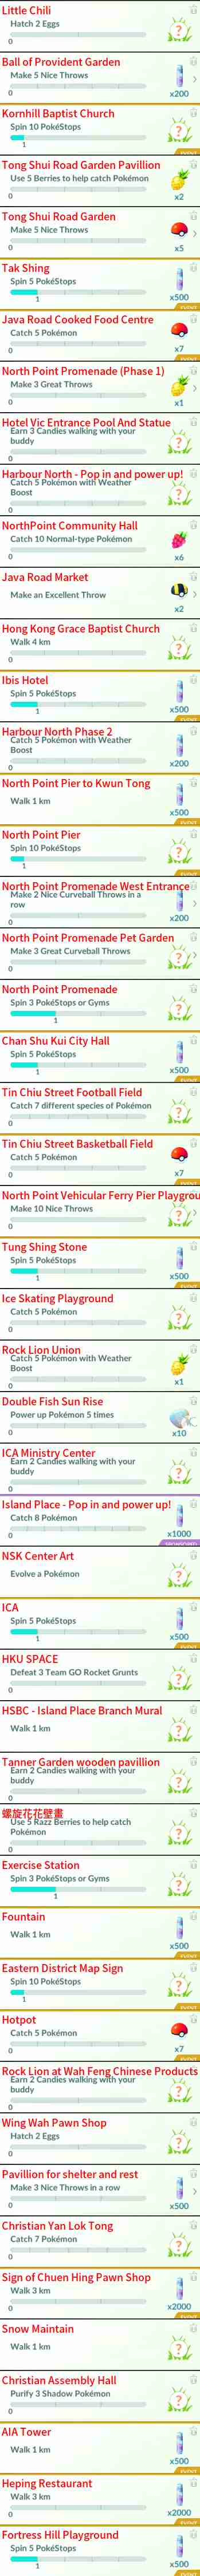 Little Chili
Hatch 2 Eggs
0
Ball of Provident Garden
Make 5 Nice Throws
0
x200
Kornhill Baptist Church
Spin 10 PokéStops
1
Tong Shui Road Garden Pavillion
Use 5 Berries to help catch Pokémon
0
x2
Tong Shui Road Garden
Make 5 Nice Throws
0
x5
Tak Shing
Spin 5 PokéStops
1
x500
Java Road Cooked Food Centre
Catch 5 Pokémon
0
x7
North Point Promenade (Phase 1)
Make 3 Great Throws
0
x1
Hotel Vic Entrance Pool And Statue
Earn 3 Candies walking with your
buddy
0
Harbour North - Pop in and power up!
Catch 5 Pokémon with Weather
Boost
0
NorthPoint Community Hall
Catch 10 Normal-type Pokémon
0
x6
Java Road Market
Make an Excellent Throw
x2
Hong Kong Grace Baptist Church
Walk 4 km
0
Ibis Hotel
Spin 5 PokéStops
1
x500
Harbour North Phase 2
Catch 5 Pokémon with Weather
Boost
0
x200
North Point Pier to Kwun Tong
Walk 1 km
x500
North Point Pier
Spin 10 PokéStops
1
North Point Promenade West Entrance
Make 2 Nice Curveball Throws in a
row
0
x200
North Point Promenade Pet Garden
Make 3 Great Curveball Throws
0
North Point Promenade
Spin 3 PokéStops or Gyms
1
Chan Shu Kui City Hall
Spin 5 PokéStops
1
x500
Tin Chiu Street Football Field
Catch 7 different species of Pokémon
0
Tin Chiu Street Basketball Field
Catch 5 Pokémon
0
x7
North Point Vehicular Ferry Pier Playgrou
Make 10 Nice Throws
0
Tung Shing Stone
Spin 5 PokéStops
1
x500
Ice Skating Playground
Catch 5 Pokémon
0
Rock Lion Union
Catch 5 Pokémon with Weather
Boost
0
x1
Double Fish Sun Rise
Power up Pokémon 5 times
0
x10
ICA Ministry Center
Earn 2 Candies walking with your
buddy
0
Island Place - Pop in and power up!
Catch 8 Pokémon
0
x1000
NSK Center Art
Evolve a Pokémon
ICA
Spin 5 PokéStops
1
x500
HKU SPACE
Defeat 3 Team GO Rocket Grunts
0
HSBC - Island Place Branch Mural
Walk 1 km
Tanner Garden wooden pavillion
Earn 2 Candies walking with your
buddy
0
螺旋花花壁畫
Use 5 Razz Berries to help catch
Pokémon
0
Exercise Station
Spin 3 PokéStops or Gyms
1
Fountain
Walk 1 km
x500
Eastern District Map Sign
Spin 10 PokéStops
1
Hotpot
Catch 5 Pokémon
0
x7
Rock Lion at Wah Feng Chinese Products
Earn 2 Candies walking with your
buddy
0
Wing Wah Pawn Shop
Hatch 2 Eggs
0
Pavillion for shelter and rest
Make 3 Nice Throws in a row
0
x500
Christian Yan Lok Tong
Catch 7 Pokémon
0
Sign of Chuen Hing Pawn Shop
Walk 3 km
0
x2000
Snow Maintain
Walk 1 km
Christian Assembly Hall
Purify 3 Shadow Pokémon
0
AIA Tower
Walk 1 km
x500
Heping Restaurant
Walk 3 km
0
x2000
Fortress Hill Playground
Spin 5 PokéStops
1
x500